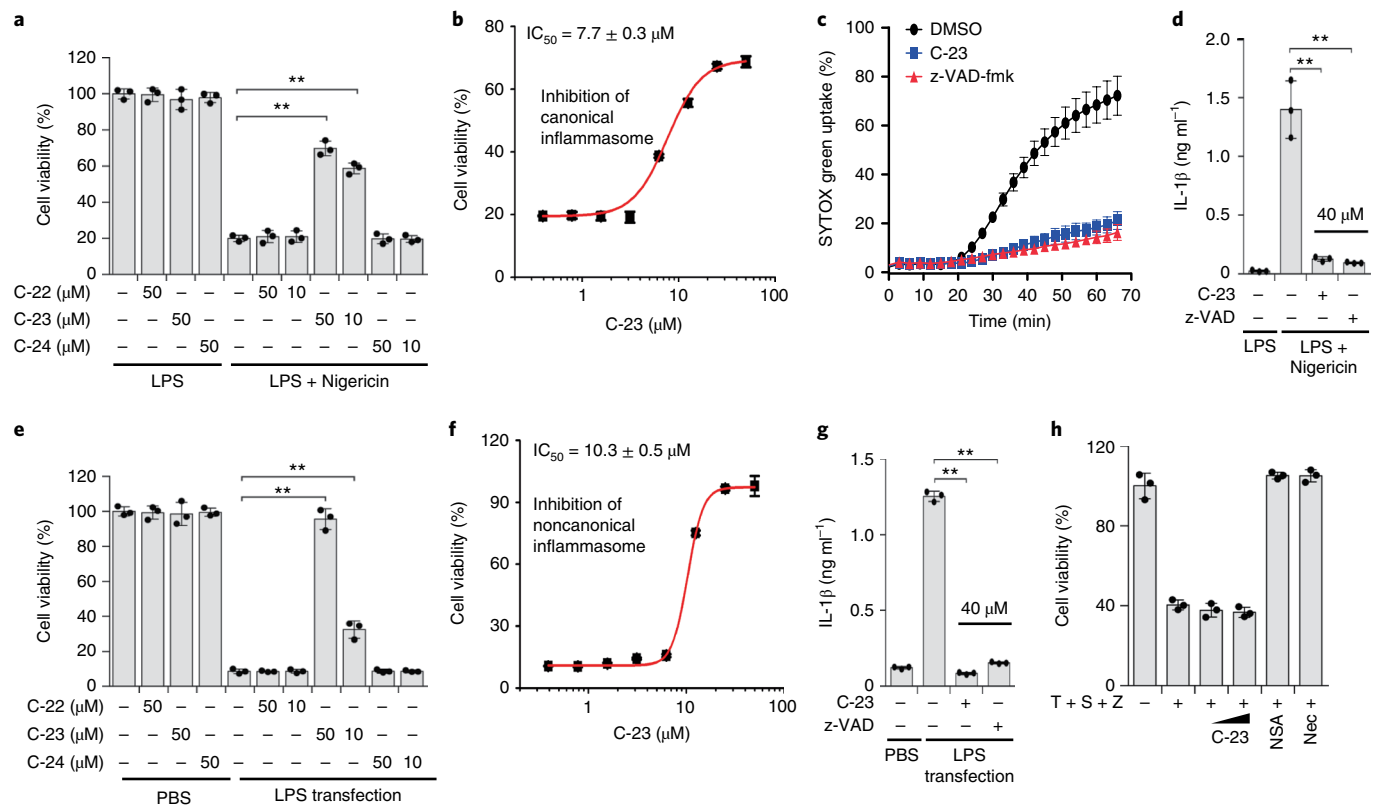 a
Cell viability (%)
120
100
80
60
40
20
0
**
**
C-22 (μM) – 50 – – – 50 10 – – – –
C-23 (μM) – – 50 – – – – 50 10 – –
C-24 (μM) – – – 50 – – – – – 50 10
LPS
LPS + Nigericin
b
Cell viability (%)
80
60
40
20
0
IC50 = 7.7 ± 0.3 μM
Inhibition of
canonical
inflammasome
1 10 100
C-23 (μM)
c
SYTOX green uptake (%)
100
80
60
40
20
0
DMSO
C-23
z-VAD-fmk
0 10 20 30 40 50 60 70
Time (min)
d
IL-1β (ng ml–1)
2.0
1.5
1.0
0.5
0
**
**
40 μM
C-23 – – + –
z-VAD – – – +
LPS
LPS +
Nigericin
e
Cell viability (%)
120
100
80
60
40
20
0
**
**
C-22 (μM) – 50 – – – 50 10 – – – –
C-23 (μM) – – 50 – – – – 50 10 – –
C-24 (μM) – – – 50 – – – – – 50 10
PBS
LPS transfection
f
Cell viability (%)
120
90
60
30
0
IC50 = 10.3 ± 0.5 μM
Inhibition of
noncanonical
inflammasome
1 10 100
C-23 (μM)
g
IL-1β (ng ml–1)
1.5
1.0
0.5
0
**
**
40 μM
C-23 – – + –
z-VAD – – – +
PBS
LPS
transfection
h
Cell viability (%)
120
80
40
0
T + S + Z – + + + + +
C-23
NSA
Nec